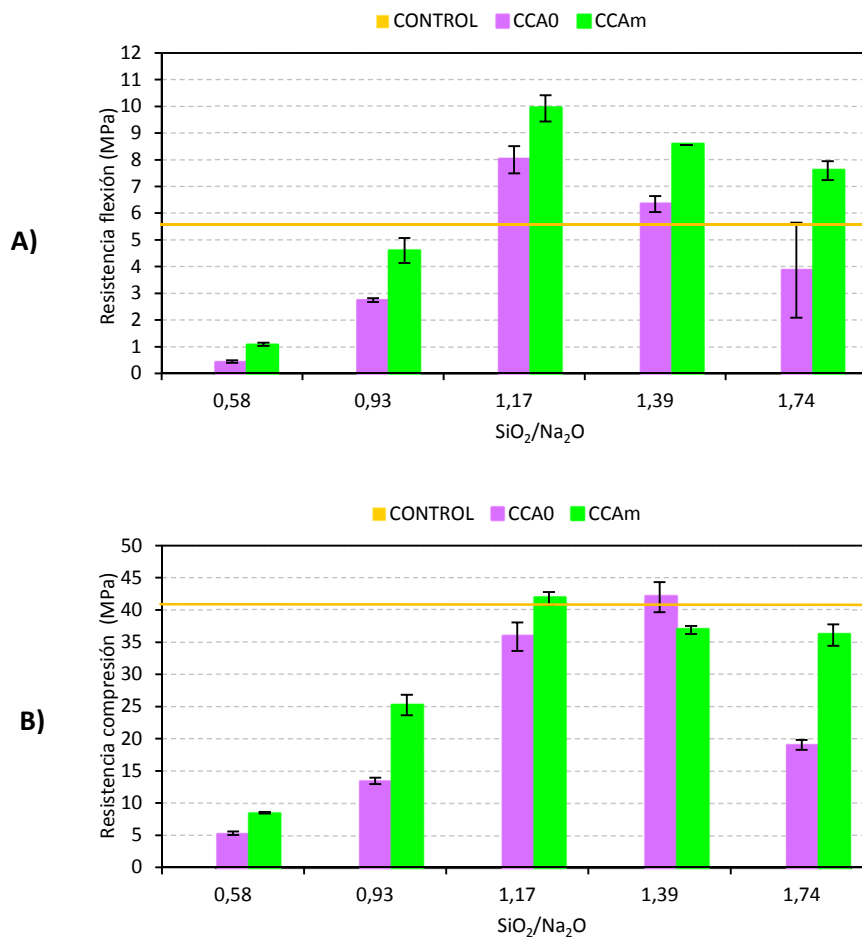 CONTROL CCA0 CCAm
12
11
10
9
8
7
6
5
4
3
2
1
0
Resistencia flexión (MPa)
A)
0,58 0,93 1,17 1,39 1,74
SiO₂/Na₂O
CONTROL CCA0 CCAm
50
45
40
35
30
25
20
15
10
5
0
Resistencia compresión (MPa)
B)
0,58 0,93 1,17 1,39 1,74
SiO₂/Na₂O